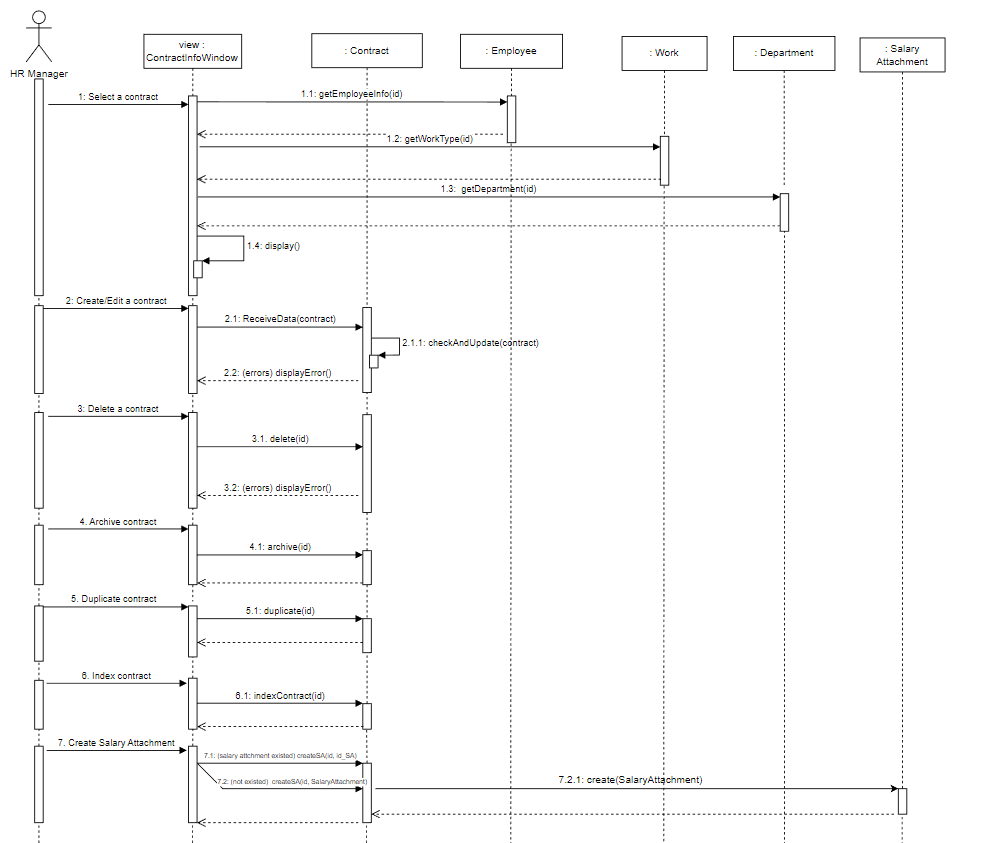 HR Manager
view :
ContractInfoWindow
: Contract
: Employee
: Work
: Department
: Salary
Attachment
1: Select a contract
1.1: getEmployeeInfo(id)
1.2: getWorkType(id)
1.3: getDepartment(id)
1.4: display()
2: Create/Edit a contract
2.1: ReceiveData(contract)
2.1.1: checkAndUpdate(contract)
2.2: (errors) displayError()
3: Delete a contract
3.1. delete(id)
3.2: (errors) displayError()
4. Archive contract
4.1: archive(id)
5. Duplicate contract
5.1: duplicate(id)
6. Index contract
6.1: indexContract(id)
7. Create Salary Attachment
7.1: (salary attchment existed) createSA(id, id_SA)
7.2: (not existed) createSA(id, SalaryAttachment)
7.2.1: create(SalaryAttachment)